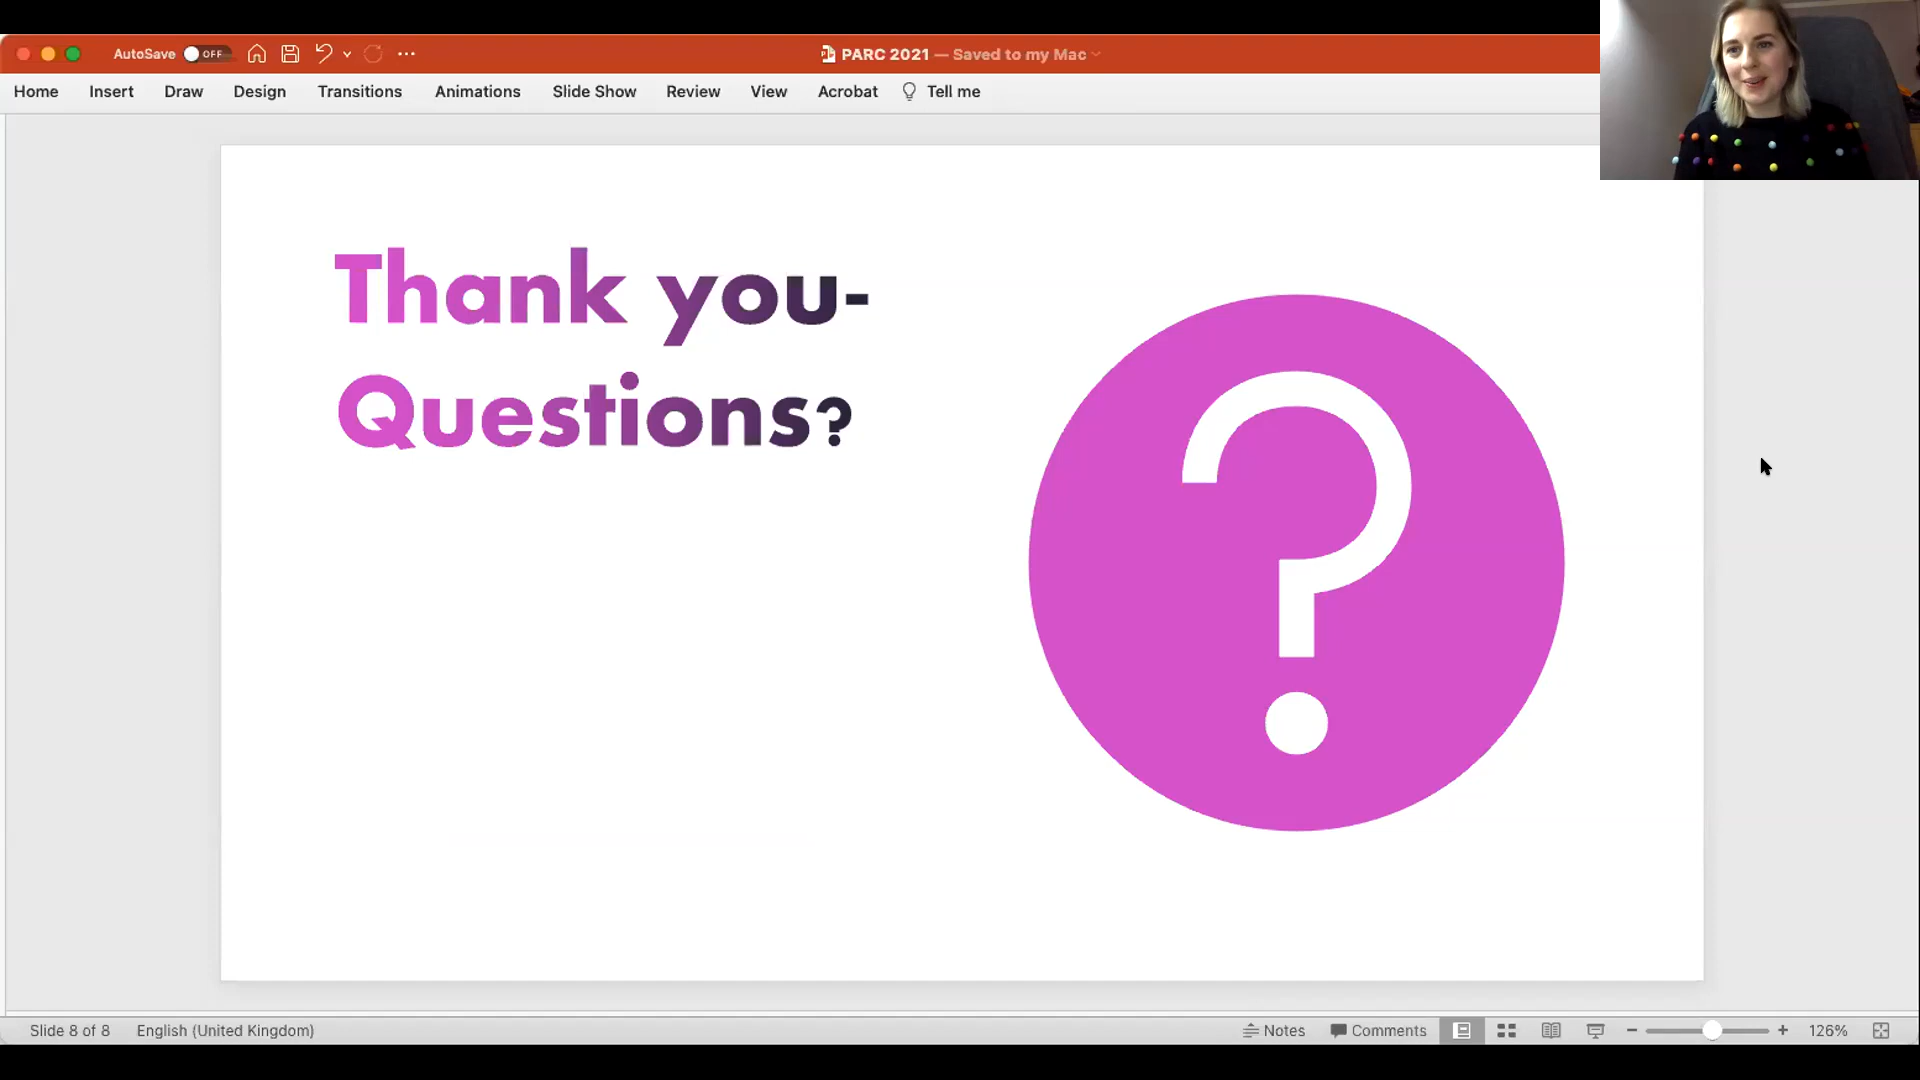 AutoSave OFF
PARC 2021 — Saved to my Mac
Home Insert Draw Design Transitions Animations Slide Show Review View Acrobat Tell me
Thank you-
Questions?
?
Slide 8 of 8 English (United Kingdom) Notes Comments 126%